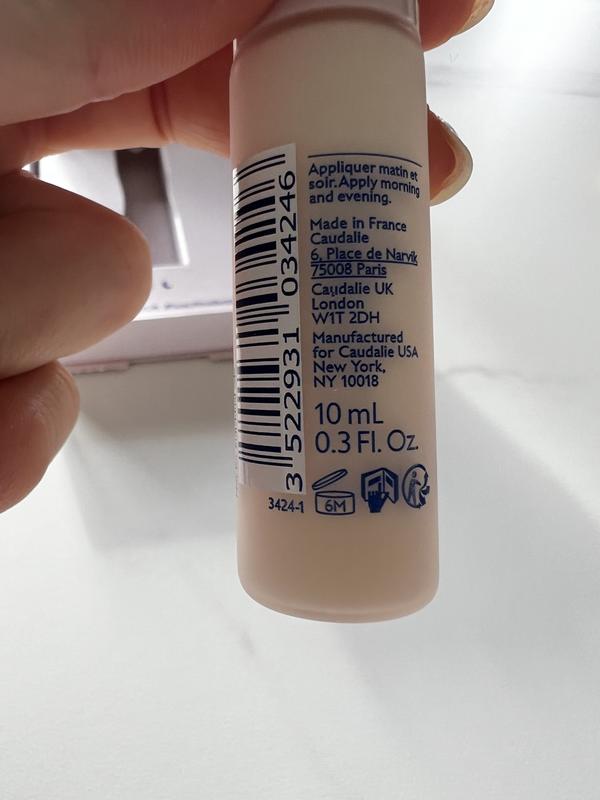 Appliquer matin et
soir. Apply morning
and evening.
Made in France
Caudalie
6, Place de Narvik
75008 Paris
Caudalie UK
London
W1T 2DH
Manufactured
for Caudalie USA
New York,
NY 10018
10 mL
0.3 Fl. Oz.
6M
3 522931 034246
3424-1